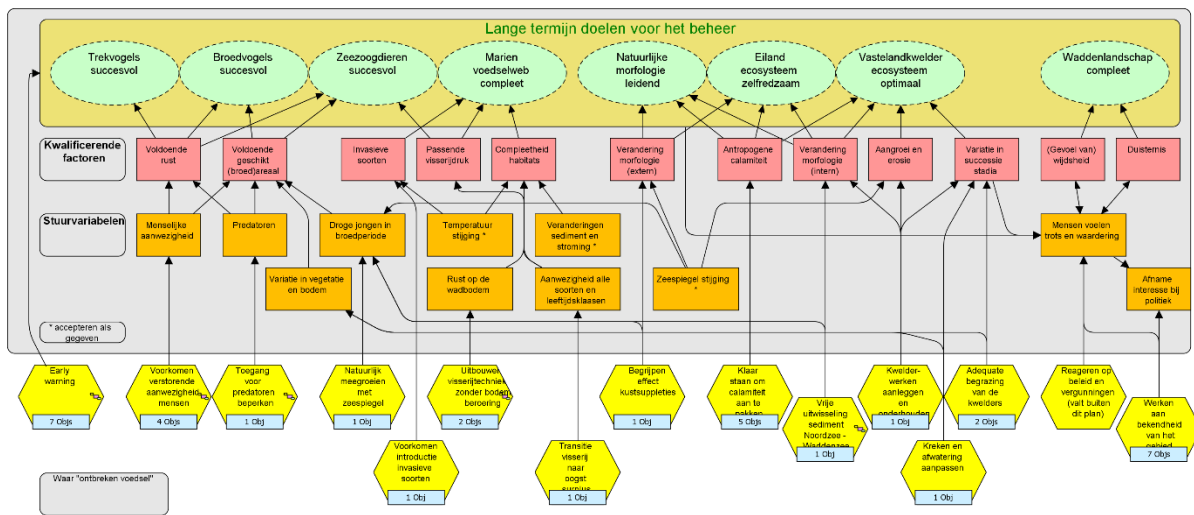 Lange termijn doelen voor het beheer
Trekvogels
succesvol
Broedvogels
succesvol
Zeezoogdieren
succesvol
Marien
voedselweb
compleet
Natuurlijke
morfologie
leidend
Eiland
ecosysteem
zelfredzaam
Vastelandkwelder
ecosysteem
optimaal
Waddenlandschap
compleet
Kwalificerende
factoren
Voldoende
rust
Voldoende
geschikt
(broed)areaal
Invasieve
soorten
Passende
visserijdruk
Compleetheid
habitats
Verandering
morfologie
(extern)
Antropogene
calamiteit
Verandering
morfologie
(intern)
Aangroei en
erosie
Variatie in
successie
stadia
(Gevoel van)
wijdsheid
Duisternis
Stuurvariabelen
Menselijke
aanwezigheid
Predatoren
Droge jongen in
broedperiode
Temperatuur
stijging *
Veranderingen
sediment en
stroming *
Mensen voelen
trots en waardering
Variatie in vegetatie
en bodem
Rust op de
wadbodem
Aanwezigheid alle
soorten en
leeftijdsklaasen
Zeespiegel stijging
*
Afname
interesse bij
politiek
* accepteren als
gegeven
Early
warning
7 Objs
Voorkomen
verstorende
aanwezigheid
mensen
4 Objs
Toegang
voor
predatoren
beperken
1 Obj
Natuurlijk
meegroeien
met
zeespiegel
1 Obj
Uitbouwen
visserijtechniek
zonder bodem
beroering
2 Objs
Begrijpen
effect
kustsuppleties
1 Obj
Klaar
staan om
calamiteit
aan te
pakken
5 Objs
Vrije
uitwisseling
sediment
Noordzee -
Waddenzee
1 Obj
Kwelder-
werken
aanleggen
en
onderhouden
1 Obj
Adequate
begrazing
van de
kwelders
2 Objs
Reageren op
beleid en
vergunningen
(valt buiten
dit plan)
Werken
aan
bekendheid
van het
gebied
7 Objs
Voorkomen
introductie
invasieve
soorten
1 Obj
Transitie
visserij
naar
oogst
surplus
1 Obj
Kreken en
afwatering
aanpassen
1 Obj
Waar "ontbreken voedsel"